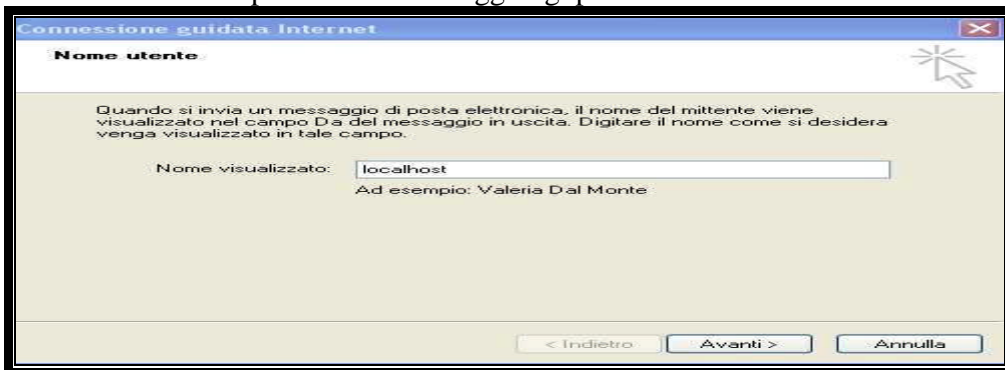 Connessione guidata Internet
Nome utente
Quando si invia un messaggio di posta elettronica, il nome del mittente viene
visualizzato nel campo Da del messaggio in uscita. Digitare il nome come si desidera
venga visualizzato in tale campo.
Nome visualizzato: localhost
Ad esempio: Valeria Dal Monte
< Indietro Avanti > Annulla